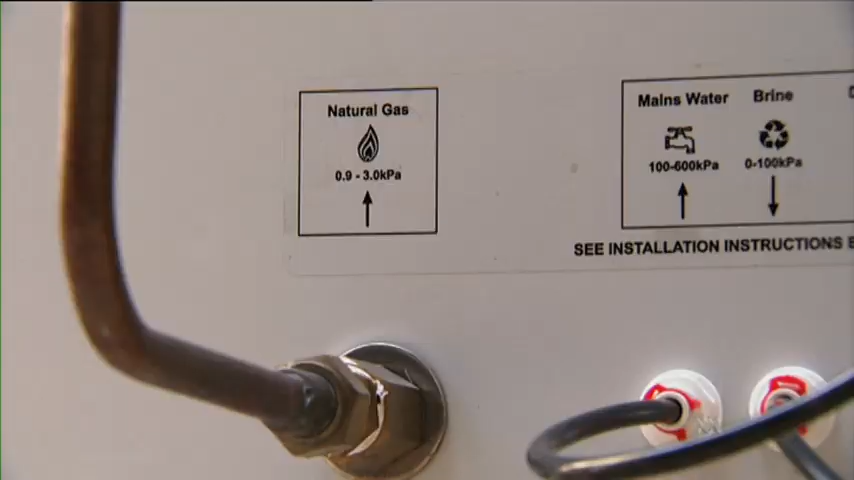 Natural Gas
0.9 - 3.0kPa
Mains Water
100-600kPa
Brine
0-100kPa
SEE INSTALLATION INSTRUCTIONS